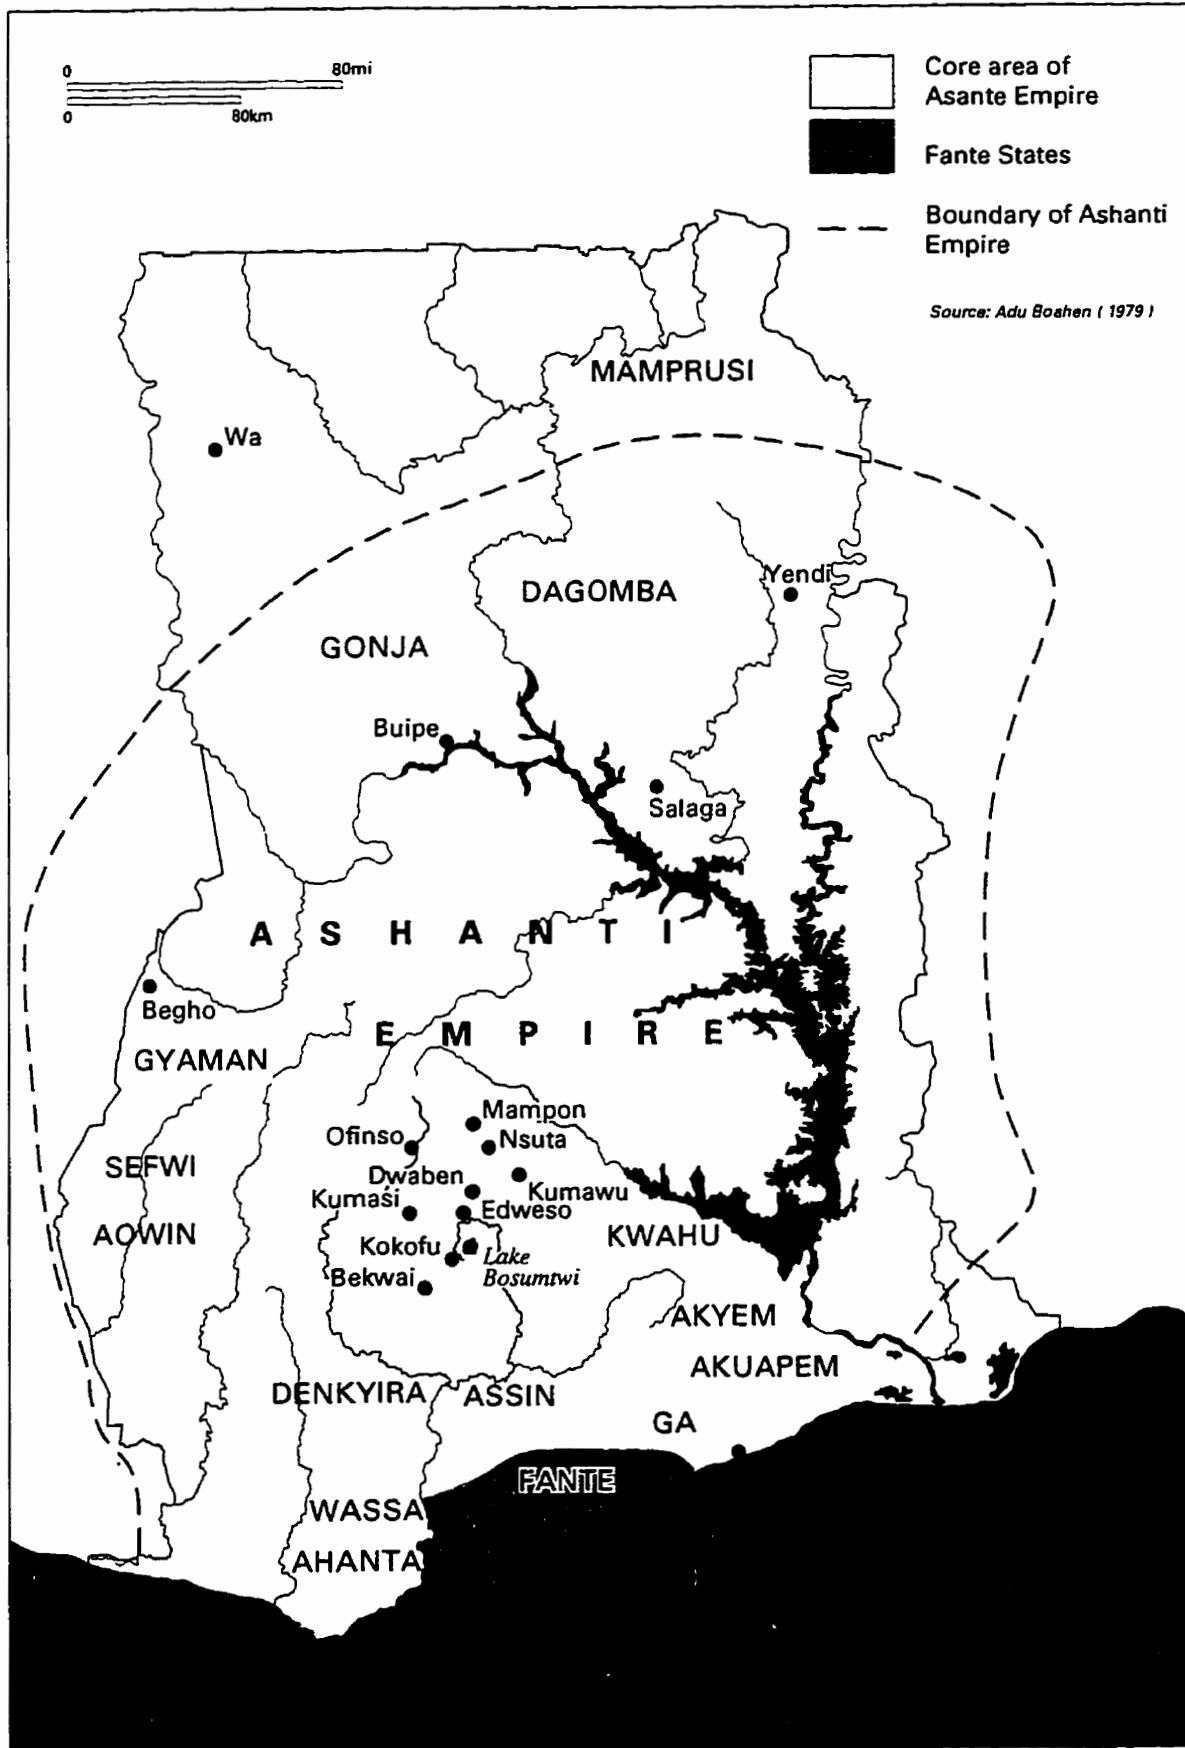 0 80mi
0 80km
Core area of
Asante Empire
Fante States
Boundary of Ashanti
Empire
Source: Adu Boahen ( 1979 )
MAMPRUSI
Wa
Yendi
DAGOMBA
GONJA
Buipe
Salaga
ASHANTI
Begho
EMPIRE
GYAMAN
Mampon
Ofinso
Nsuta
SEFWI
Dwaben
Kumawu
Kumasi
Edweso
AOWIN
KWAHU
Kokofu
Lake
Bosumtwi
Bekwai
AKYEM
AKUAPEM
DENKYIRA
ASSIN
GA
FANTE
WASSA
AHANTA